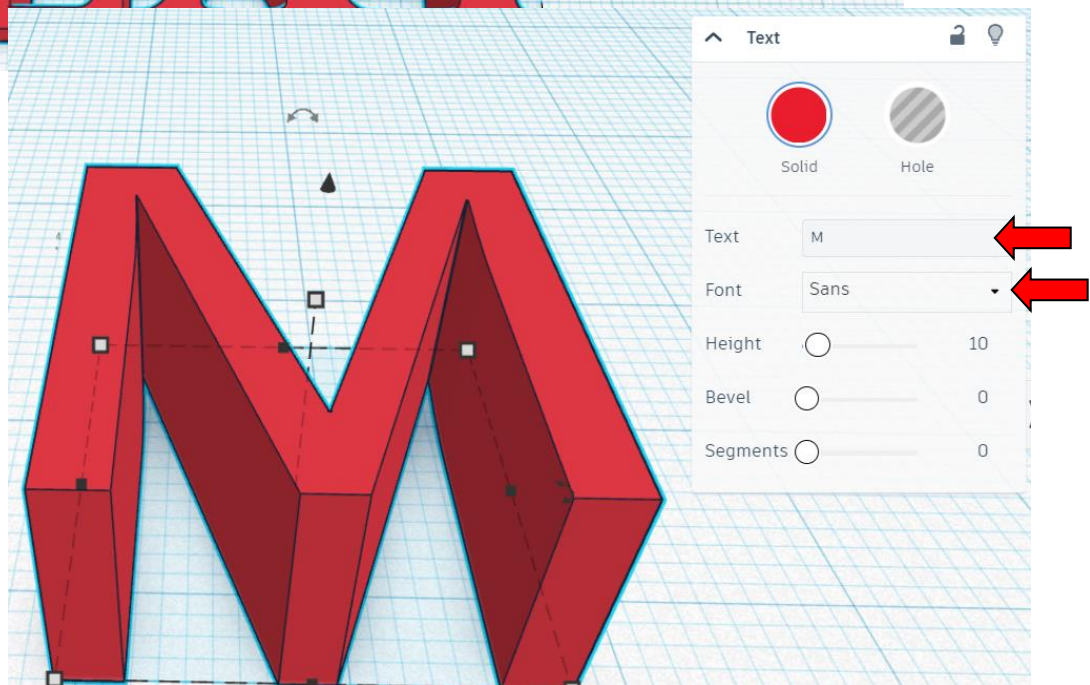 Text
Solid Hole
Text M
Font Sans
Height 10
Bevel 0
Segments 0
M